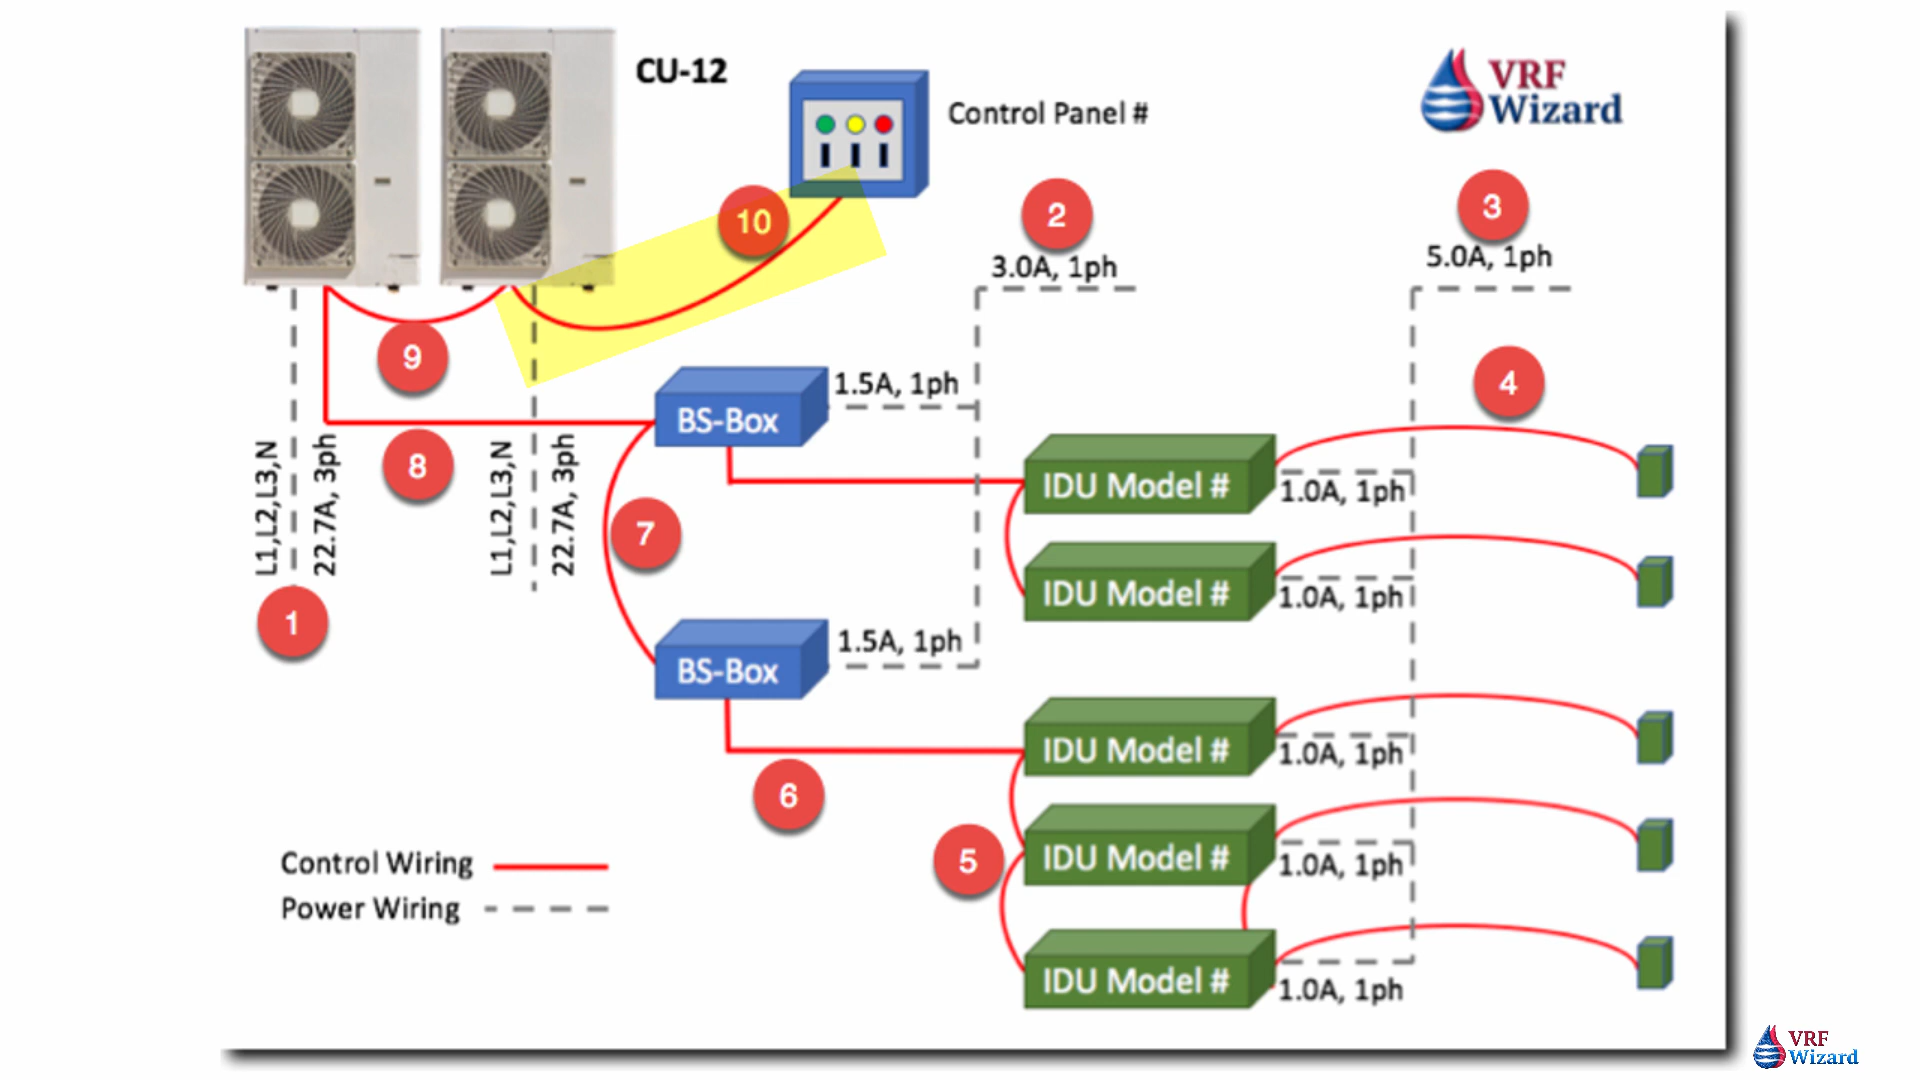 CU-12
Control Panel #
VRF
Wizard
10
2
3
3.0A, 1ph
5.0A, 1ph
9
4
1.5A, 1ph
BS-Box
8
L1,L2,L3,N
22.7A, 3ph
L1,L2,L3,N
22.7A, 3ph
IDU Model #
1.0A, 1ph
7
IDU Model #
1.0A, 1ph
1
1.5A, 1ph
BS-Box
IDU Model #
1.0A, 1ph
6
5
IDU Model #
1.0A, 1ph
Control Wiring
Power Wiring
IDU Model #
1.0A, 1ph
VRF
Wizard